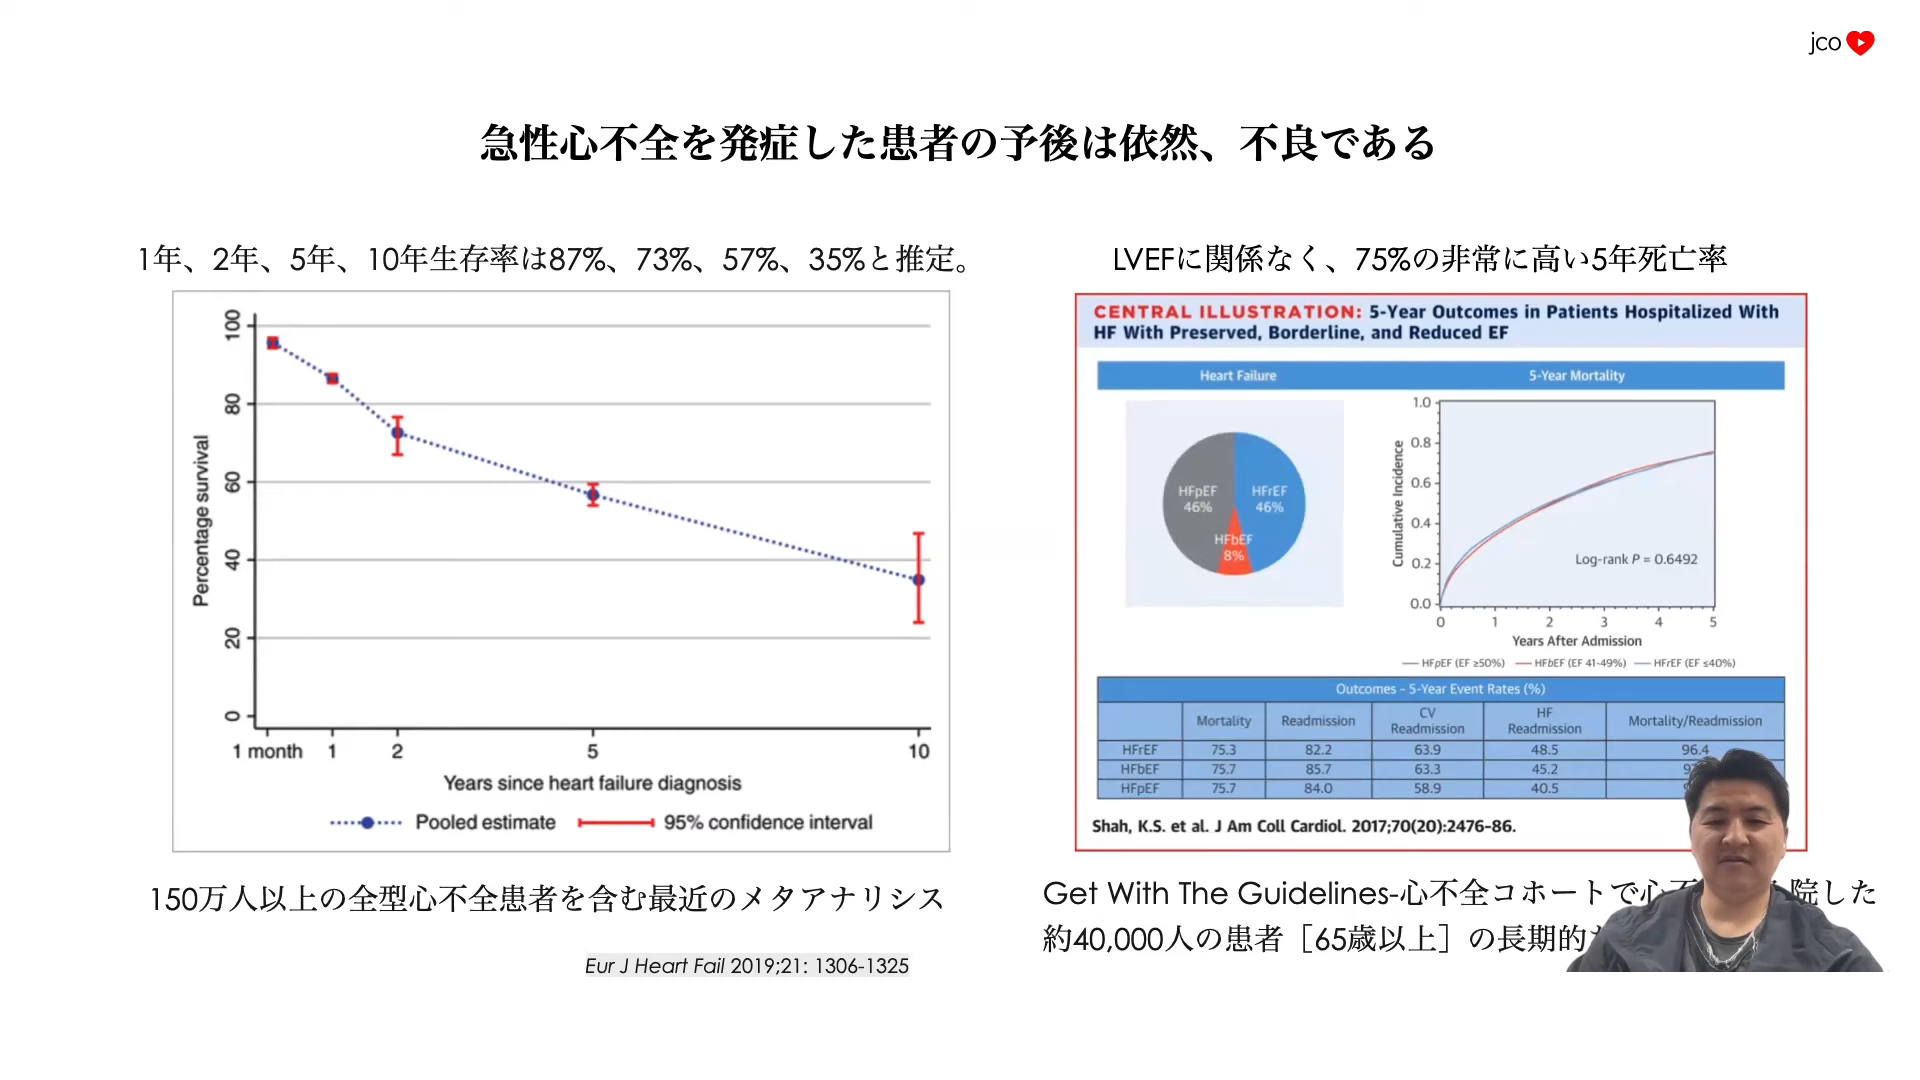 jco
急性心不全を発症した患者の予後は依然、不良である
1年、2年、5年、10年生存率は87%、73%、57%、35%と推定。
Percentage survival
100
80
60
40
20
0
1 month 1 2 5 10
Years since heart failure diagnosis
Pooled estimate 95% confidence interval
150万人以上の全型心不全患者を含む最近のメタアナリシス
Eur J Heart Fail 2019;21: 1306-1325
LVEFに関係なく、75%の非常に高い5年死亡率
CENTRAL ILLUSTRATION: 5-Year Outcomes in Patients Hospitalized With
HF With Preserved, Borderline, and Reduced EF
Heart Failure 5-Year Mortality
HFpEF
46%
HFrEF
46%
HFbEF
8%
Cumulative Incidence
1.0
0.8
0.6
0.4
0.2
0.0
Log-rank P = 0.6492
0 1 2 3 4 5
Years After Admission
HFpEF (EF ≥50%) HFbEF (EF 41-49%) HFrEF (EF ≤40%)
Outcomes - 5-Year Event Rates (%)
Mortality Readmission CV Readmission HF Readmission Mortality/Readmission
HFrEF 75.3 82.2 63.9 48.5 96.4
HFbEF 75.7 85.7 63.3 45.2
HFpEF 75.7 84.0 58.9 40.5
Shah, K.S. et al. J Am Coll Cardiol. 2017;70(20):2476-86.
Get With The Guidelines-心不全コホートで心不 院した
約40,000人の患者［65歳以上］の長期的